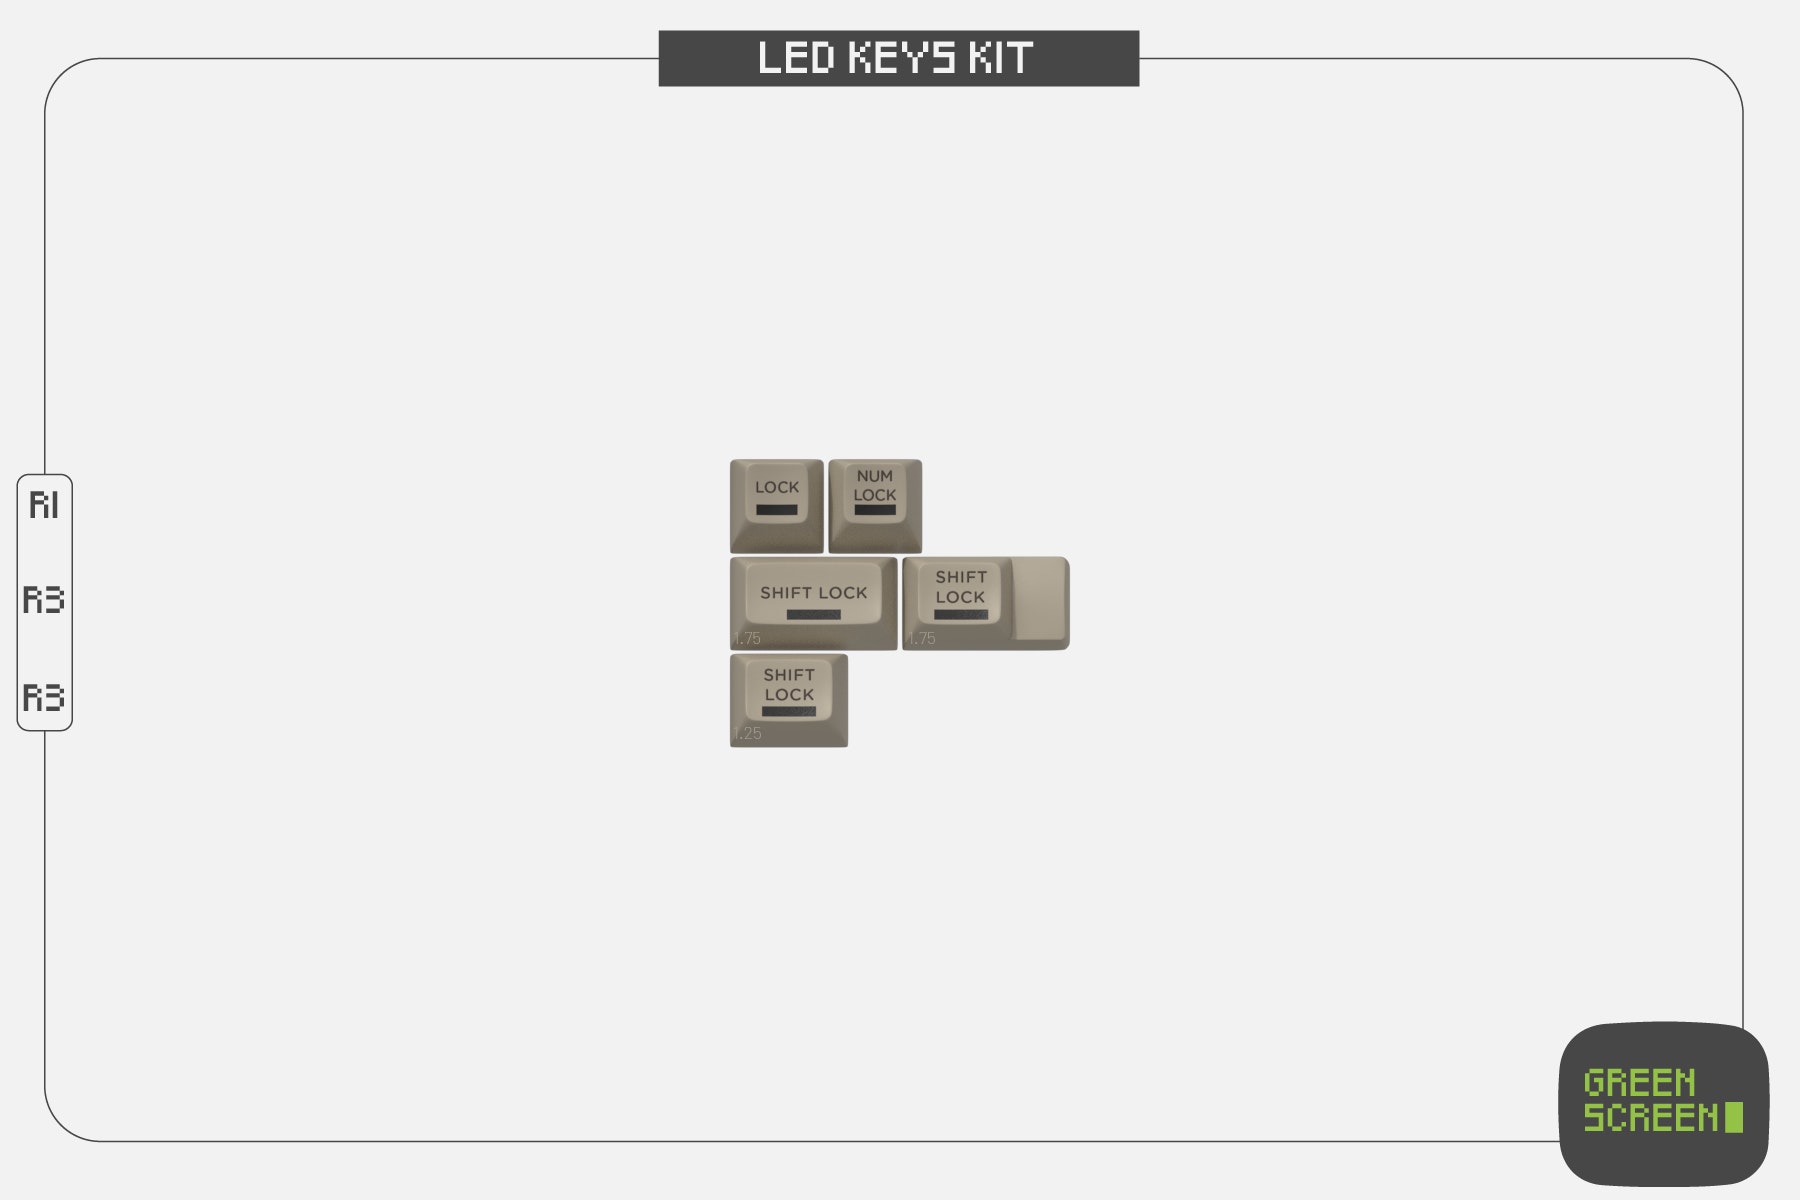 LED KEYS KIT
R1
LOCK
NUM
LOCK
R3
SHIFT LOCK
1.75
SHIFT
LOCK
1.75
R3
SHIFT
LOCK
1.25
GREEN
SCREEN